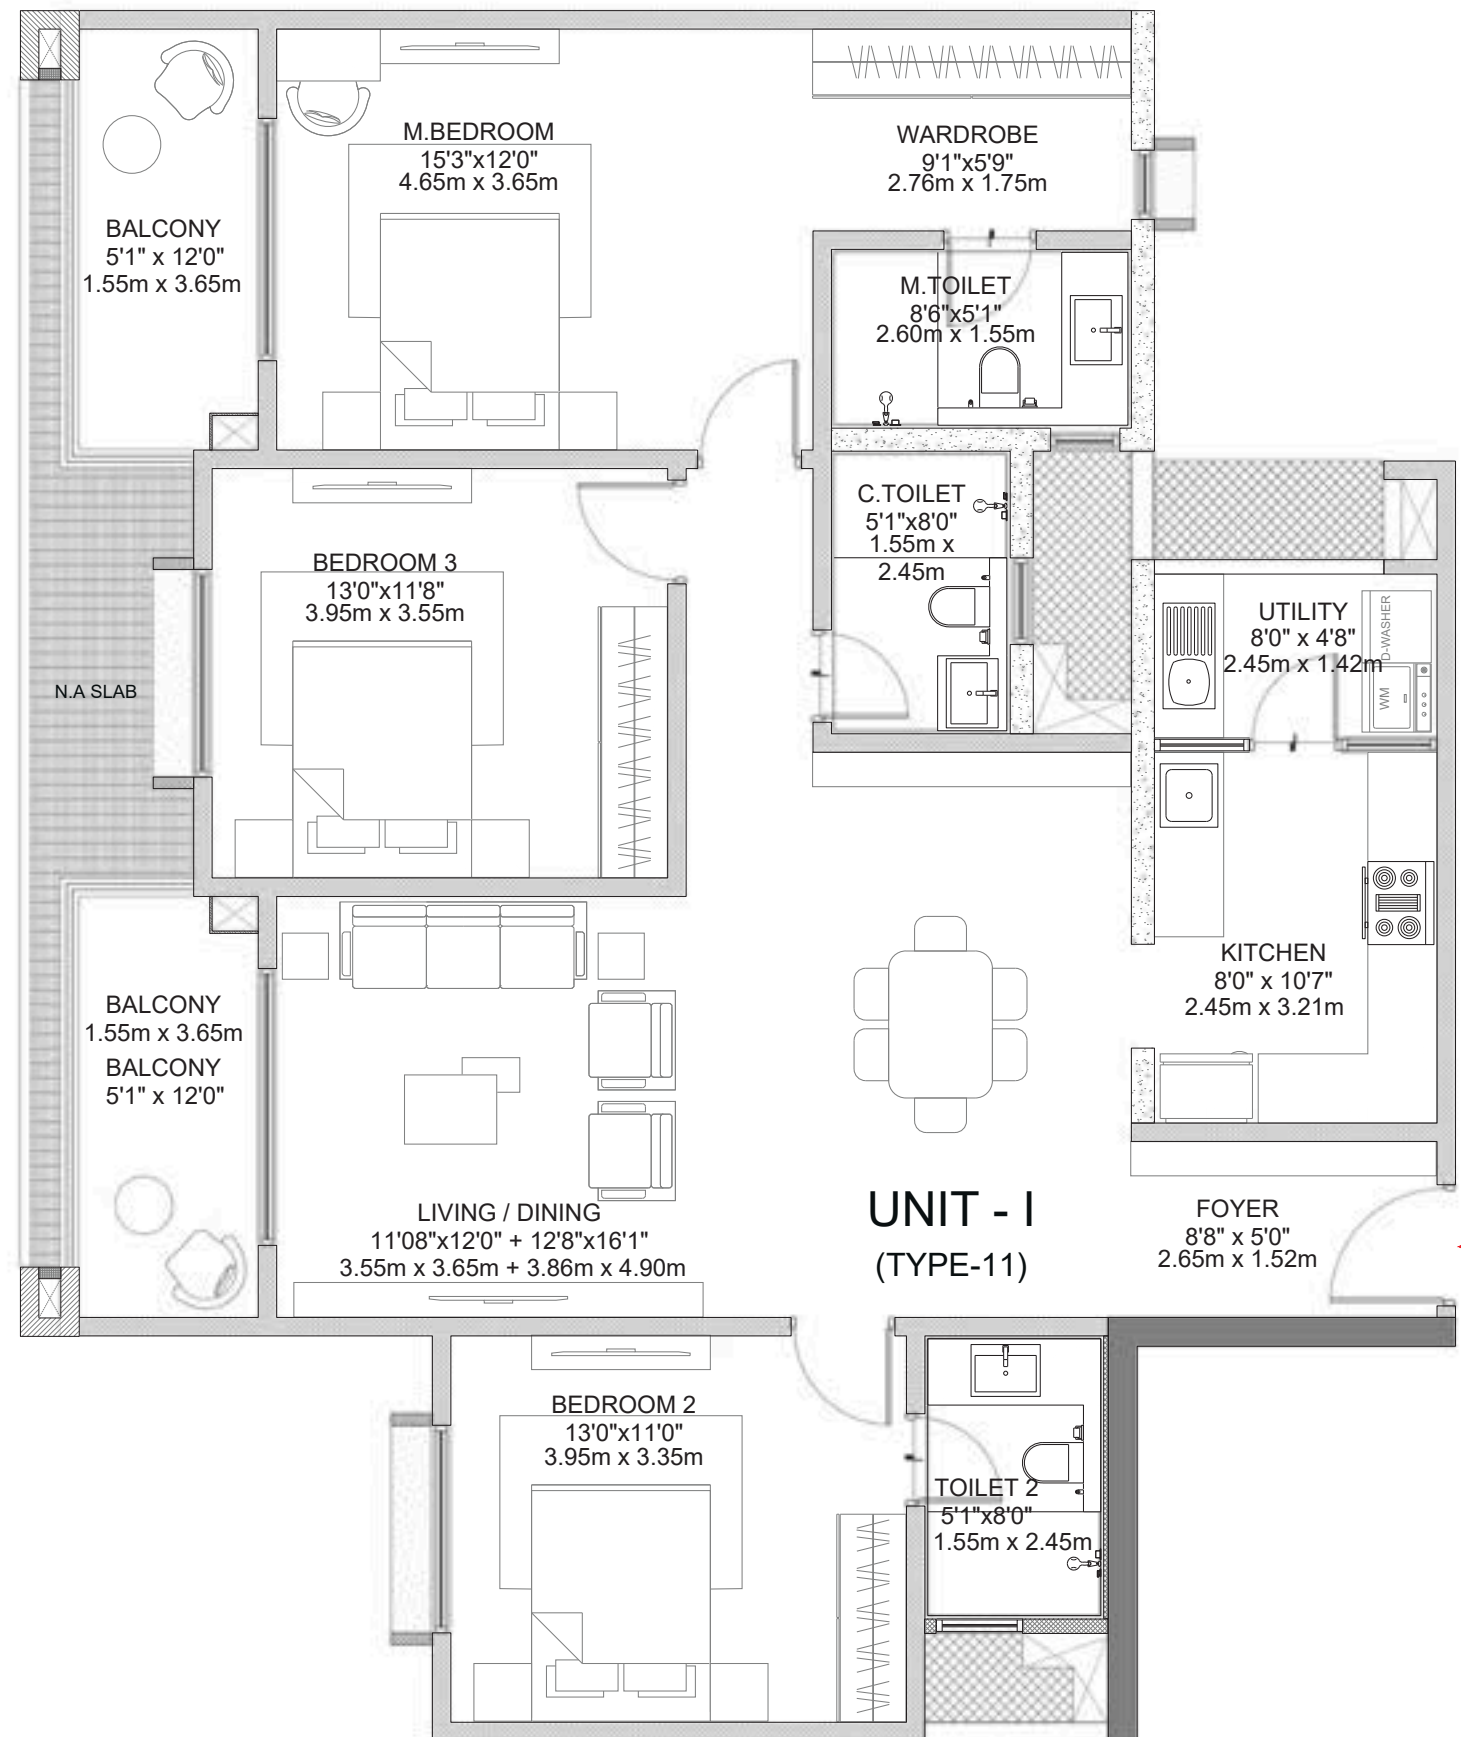 M.BEDROOM
15'3"x12'0"
4.65m x 3.65m
WARDROBE
9'1"x5'9"
2.76m x 1.75m
BALCONY
5'1" x 12'0"
1.55m x 3.65m
M.TOILET
8'6"x5'1"
2.60m x 1.55m
C.TOILET
5'1"x8'0"
1.55m x
2.45m
BEDROOM 3
13'0"x11'8"
3.95m x 3.55m
UTILITY
8'0" x 4'8"
2.45m x 1.42m
D-WASHER
WM
N.A SLAB
KITCHEN
8'0" x 10'7"
2.45m x 3.21m
BALCONY
1.55m x 3.65m
BALCONY
5'1" x 12'0"
LIVING / DINING
11'08"x12'0" + 12'8"x16'1"
3.55m x 3.65m + 3.86m x 4.90m
UNIT - I
(TYPE-11)
FOYER
8'8" x 5'0"
2.65m x 1.52m
BEDROOM 2
13'0"x11'0"
3.95m x 3.35m
TOILET 2
5'1"x8'0"
1.55m x 2.45m